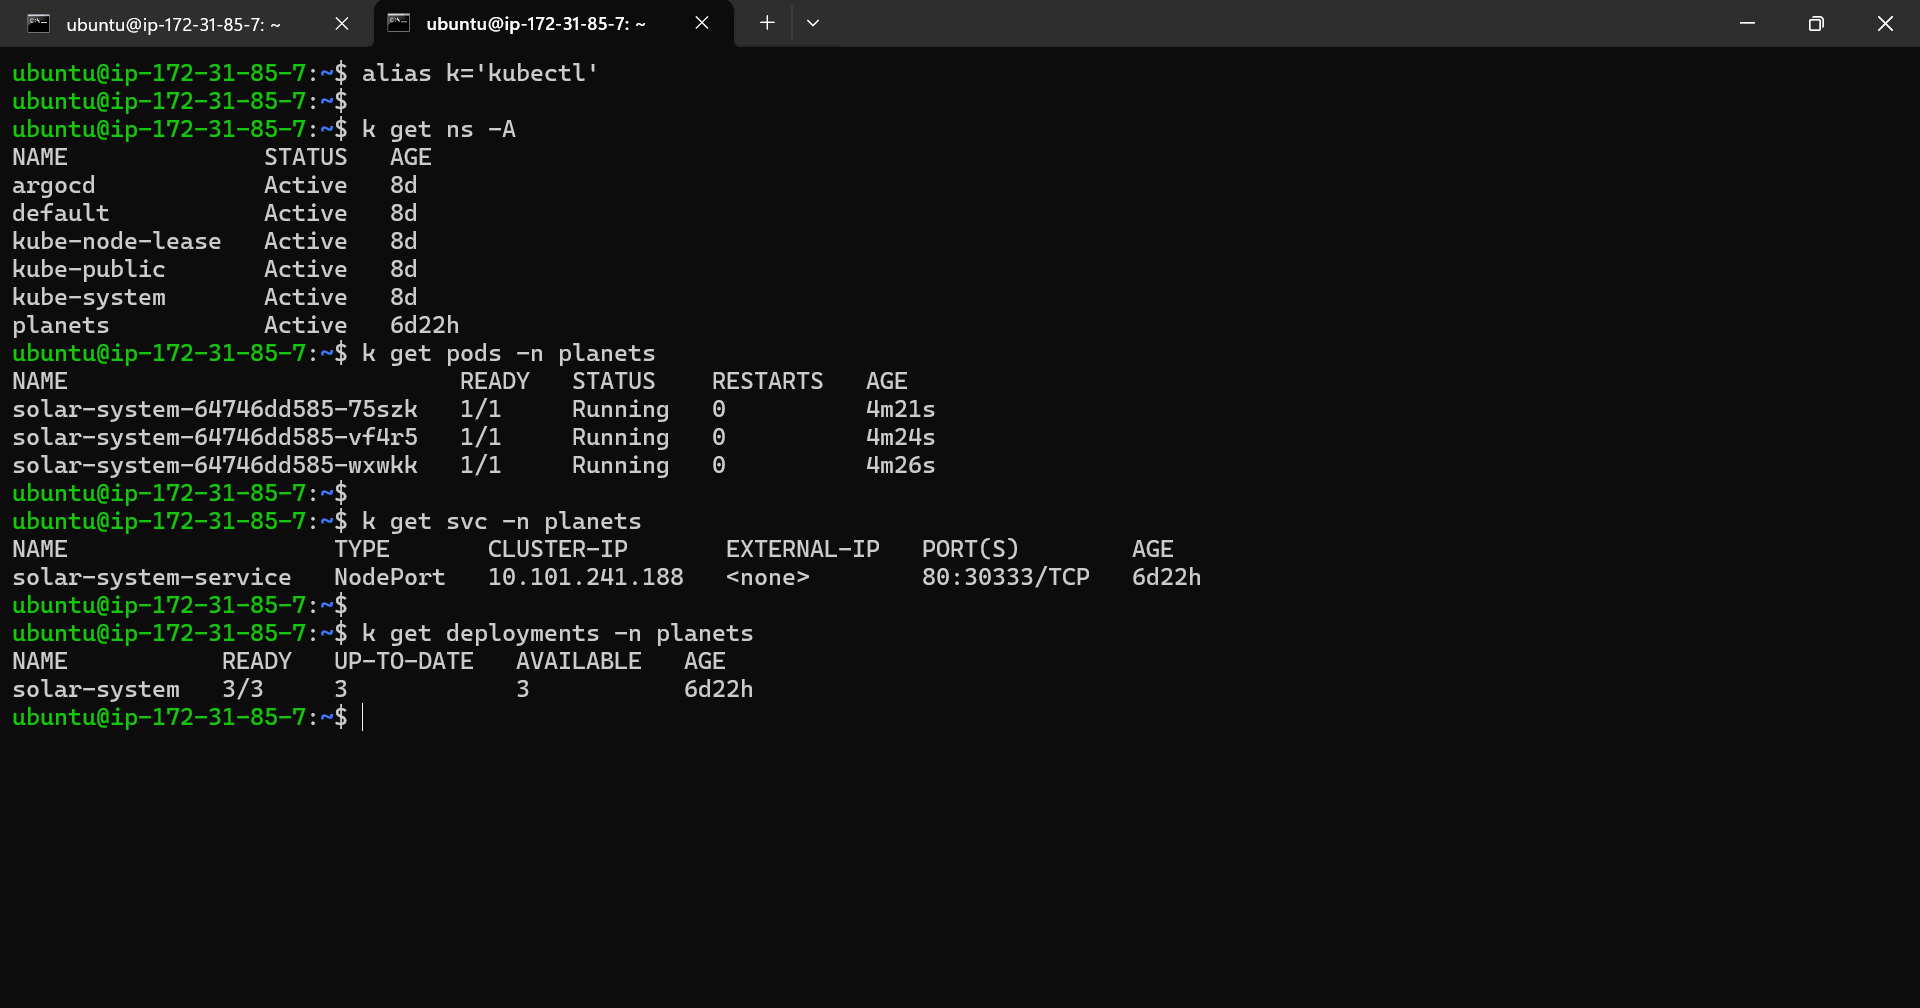 ubuntu@ip-172-31-85-7: ~
ubuntu@ip-172-31-85-7: ~
ubuntu@ip-172-31-85-7:~$ alias k='kubectl'
ubuntu@ip-172-31-85-7:~$
ubuntu@ip-172-31-85-7:~$ k get ns -A
NAME              STATUS   AGE
argocd            Active   8d
default           Active   8d
kube-node-lease   Active   8d
kube-public       Active   8d
kube-system       Active   8d
planets           Active   6d22h
ubuntu@ip-172-31-85-7:~$ k get pods -n planets
NAME                            READY   STATUS    RESTARTS   AGE
solar-system-64746dd585-75szk   1/1     Running   0          4m21s
solar-system-64746dd585-vf4r5   1/1     Running   0          4m24s
solar-system-64746dd585-wxwkk   1/1     Running   0          4m26s
ubuntu@ip-172-31-85-7:~$
ubuntu@ip-172-31-85-7:~$ k get svc -n planets
NAME                   TYPE       CLUSTER-IP       EXTERNAL-IP   PORT(S)        AGE
solar-system-service   NodePort   10.101.241.188   <none>        80:30333/TCP   6d22h
ubuntu@ip-172-31-85-7:~$
ubuntu@ip-172-31-85-7:~$ k get deployments -n planets
NAME           READY   UP-TO-DATE   AVAILABLE   AGE
solar-system   3/3     3            3           6d22h
ubuntu@ip-172-31-85-7:~$